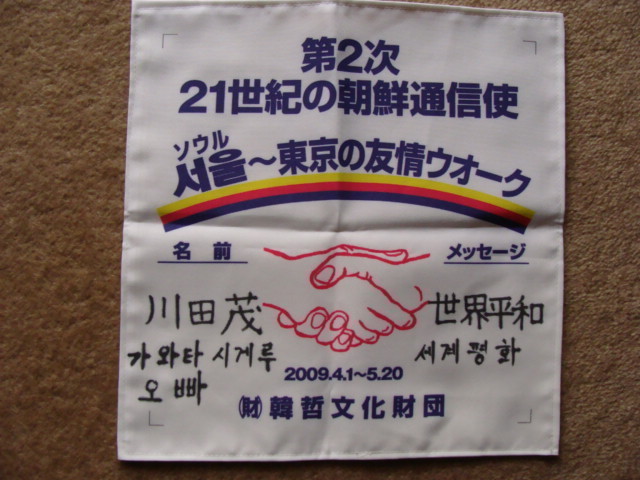 第2次
21世紀の朝鮮通信使
ソウル
서울～東京の友情ウオーク
名前
メッセージ
川田茂
世界平和
가와타시게루
세계평화
오빠
2009.4.1～5.20
㈶韓哲文化財団